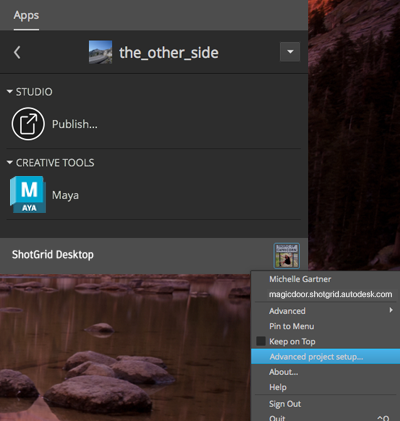 Apps
the_other_side
STUDIO
Publish...
CREATIVE TOOLS
M
AYA
Maya
ShotGrid Desktop
Michelle Gartner
magicdoor.shotgrid.autodesk.com
Advanced
Pin to Menu
Keep on Top
Advanced project setup...
About...
Help
Sign Out
Quit ^Q